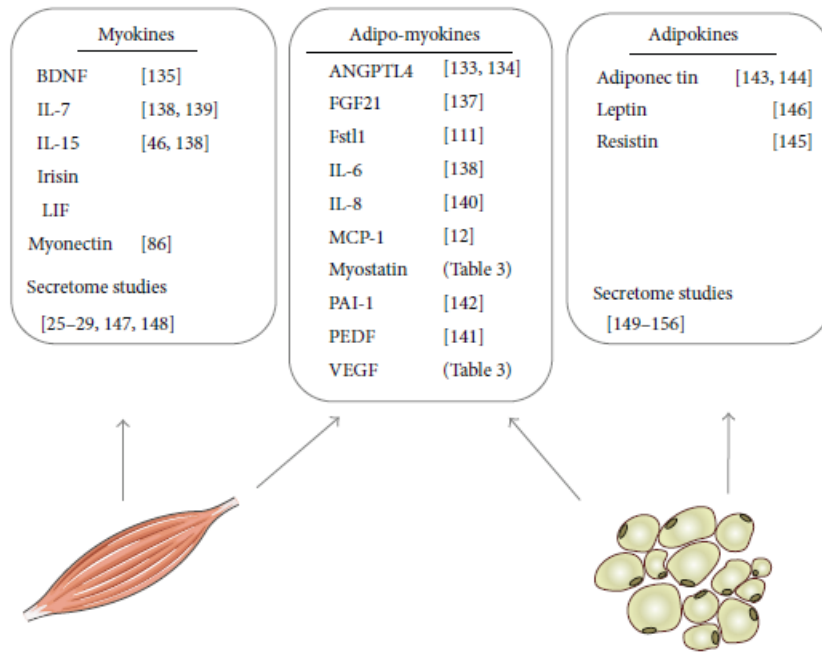 Myokines
BDNF [135]
IL-7 [138, 139]
IL-15 [46, 138]
Irisin
LIF
Myonectin [86]
Secretome studies
[25–29, 147, 148]
Adipo-myokines
ANGPTL4 [133, 134]
FGF21 [137]
Fstl1 [111]
IL-6 [138]
IL-8 [140]
MCP-1 [12]
Myostatin (Table 3)
PAI-1 [142]
PEDF [141]
VEGF (Table 3)
Adipokines
Adiponec tin [143, 144]
Leptin [146]
Resistin [145]
Secretome studies
[149–156]